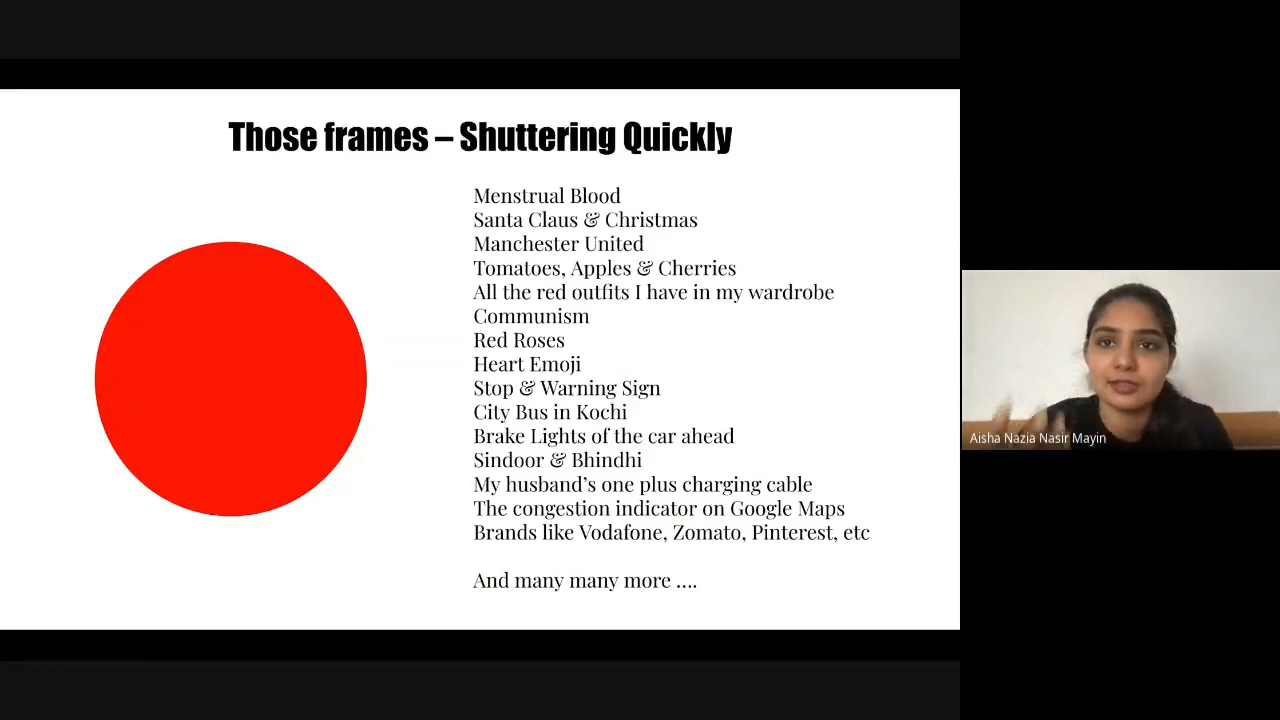 Those frames – Shuttering Quickly
Menstrual Blood
Santa Claus & Christmas
Manchester United
Tomatoes, Apples & Cherries
All the red outfits I have in my wardrobe
Communism
Red Roses
Heart Emoji
Stop & Warning Sign
City Bus in Kochi
Brake Lights of the car ahead
Sindoor & Bhindhi
My husband’s one plus charging cable
The congestion indicator on Google Maps
Brands like Vodafone, Zomato, Pinterest, etc
And many many more ....
Aisha Nazia Nasir Mayin